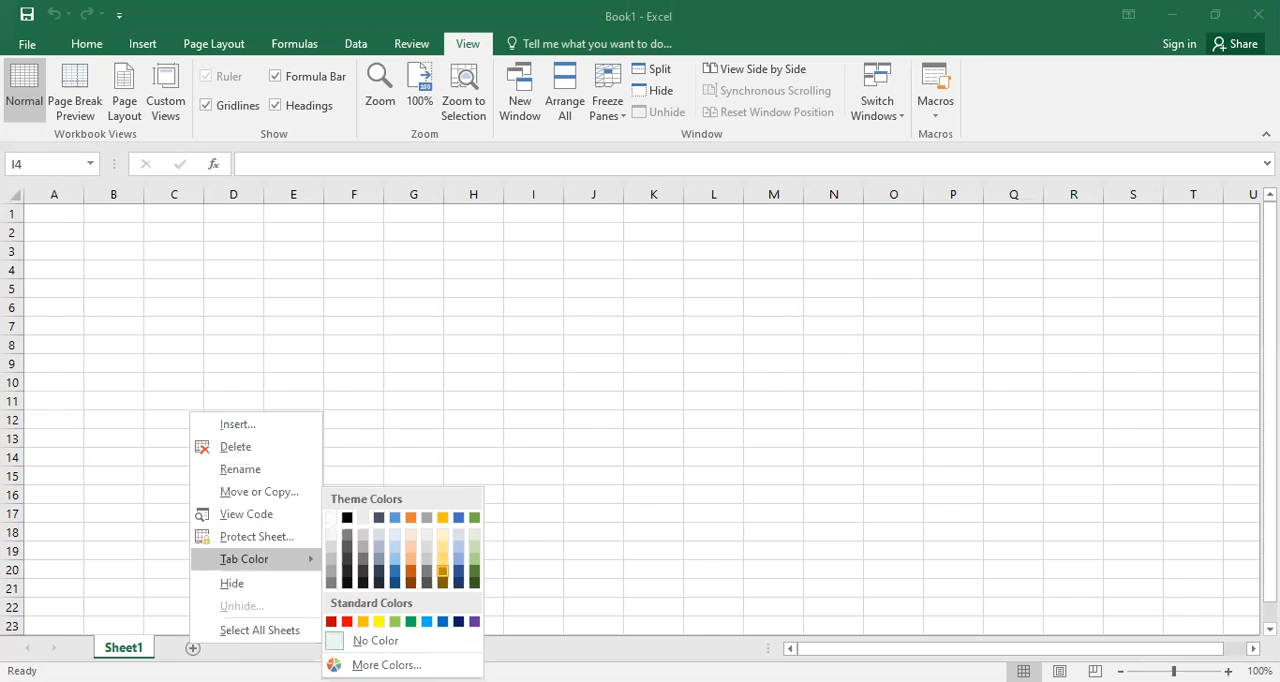 Book1 - Excel
File Home Insert Page Layout Formulas Data Review View Tell me what you want to do... Sign in Share
Normal
Page Break Preview
Page Layout
Custom Views
Workbook Views
Ruler
Formula Bar
Gridlines
Headings
Show
Zoom
100%
Zoom to Selection
Zoom
New Window
Arrange All
Freeze Panes
Split
Hide
Unhide
View Side by Side
Synchronous Scrolling
Reset Window Position
Window
Switch Windows
Macros
Macros
I4
fx
A B C D E F G H I J K L M N O P Q R S T U
1
2
3
4
5
6
7
8
9
10
11
12
13
14
15
16
17
18
19
20
21
22
23
Insert...
Delete
Rename
Move or Copy...
View Code
Protect Sheet...
Tab Color
Hide
Unhide...
Select All Sheets
Theme Colors
Standard Colors
No Color
More Colors...
Sheet1
Ready
100%